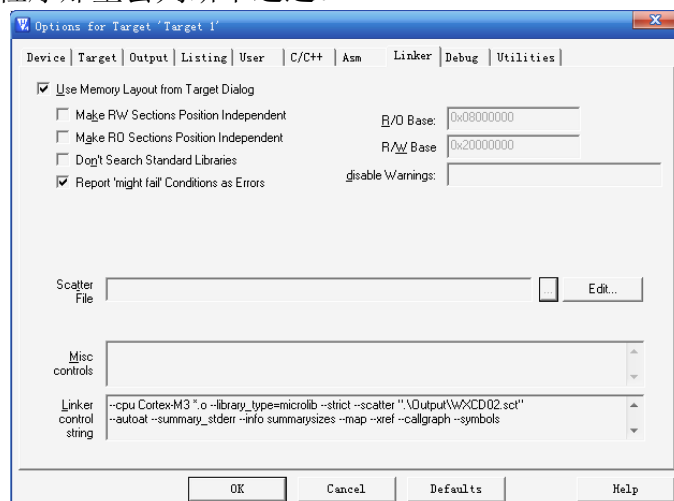 Options for Target 'Target 1'
Device Target Output Listing User C/C++ Asm Linker Debug Utilities
Use Memory Layout from Target Dialog
Make RW Sections Position Independent
Make RO Sections Position Independent
Don't Search Standard Libraries
Report 'might fail' Conditions as Errors
R/O Base: 0x08000000
R/W Base 0x20000000
disable Warnings:
Scatter
File
... Edit...
Misc
controls
Linker
control
string
--cpu Cortex-M3 *.o --library_type=microlib --strict --scatter ".\Output\WXCD02.sct"
--autoat --summary_stderr --info summarysizes --map --xref --callgraph --symbols
OK Cancel Defaults Help